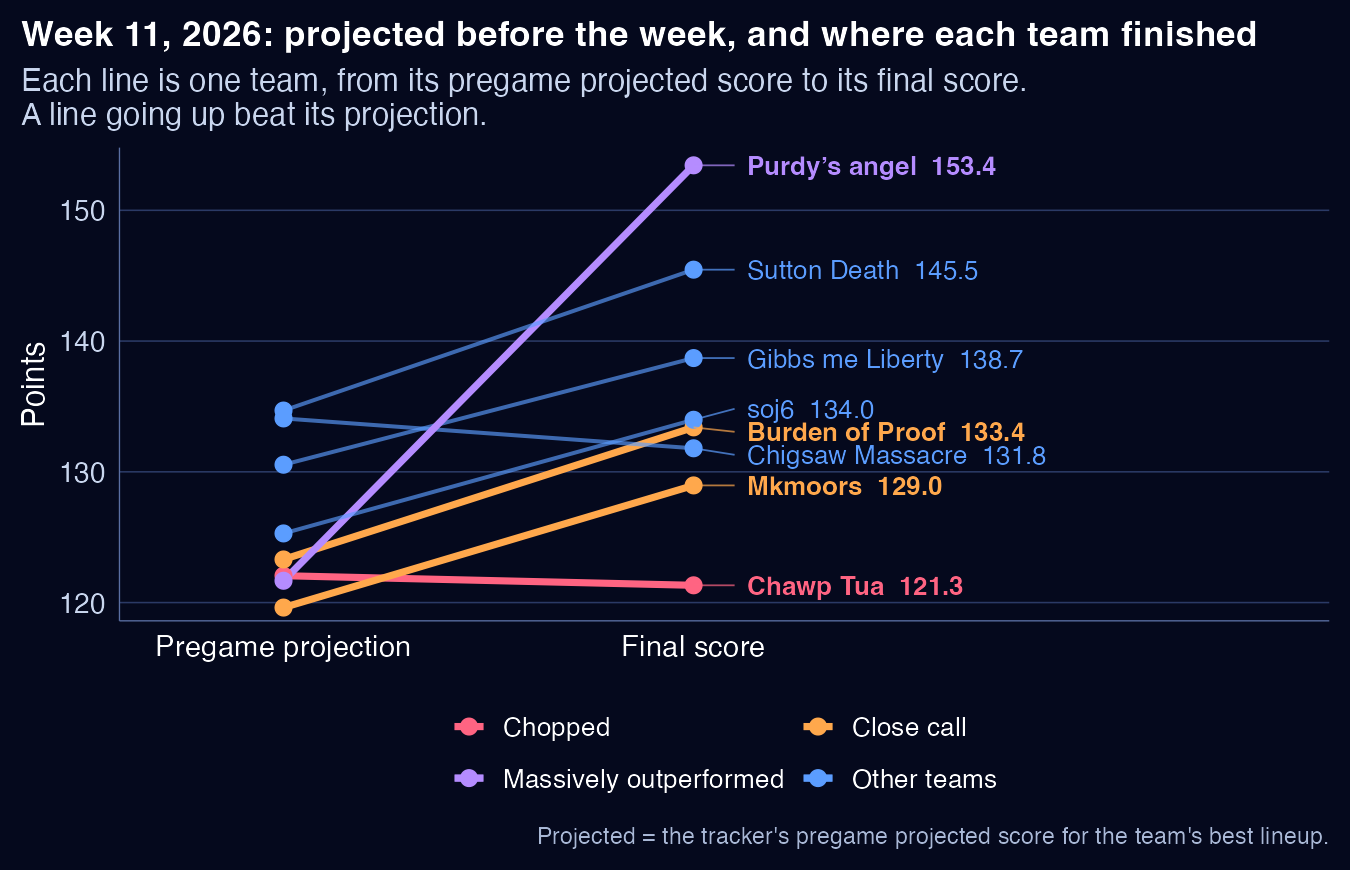 Week 11, 2026: projected before the week, and where each team finished
Each line is one team, from its pregame projected score to its final score.
A line going up beat its projection.
Points
150
140
130
120
Purdy’s angel  153.4
Sutton Death  145.5
Gibbs me Liberty  138.7
soj6  134.0
Burden of Proof  133.4
Chigsaw Massacre  131.8
Mkmoors  129.0
Chawp Tua  121.3
Pregame projection
Final score
Chopped
Close call
Massively outperformed
Other teams
Projected = the tracker's pregame projected score for the team's best lineup.